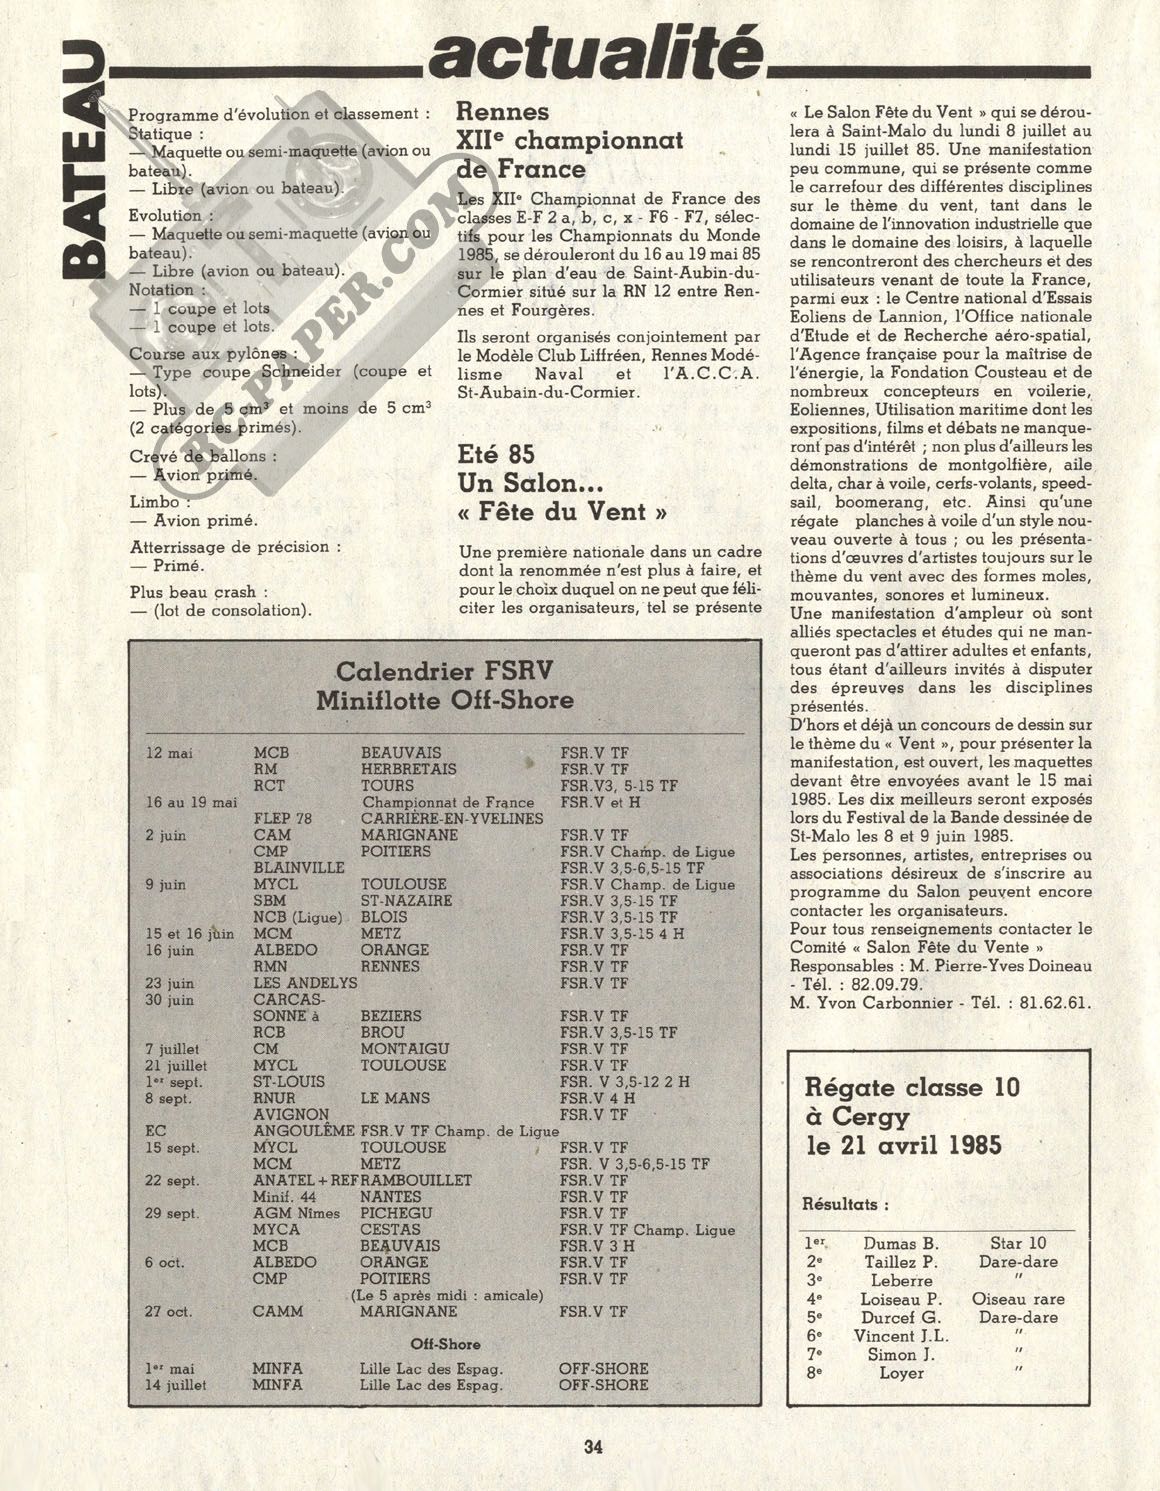 BATEAU
actualité
Programme d'évolution et classement :
Statique :
— Maquette ou semi-maquette (avion ou
bateau).
— Libre (avion ou bateau).
Evolution :
— Maquette ou semi-maquette (avion ou
bateau).
— Libre (avion ou bateau).
Notation :
— 1 coupe et lots
— 1 coupe et lots.
Course aux pylônes :
— Type coupe Schneider (coupe et
lots).
— Plus de 5 cm³ et moins de 5 cm³
(2 catégories primés).
Crevé de ballons :
— Avion primé.
Limbo :
— Avion primé.
Atterrissage de précision :
— Primé.
Plus beau crash :
— (lot de consolation).
RC-PAPER.COM
Rennes
XIIᵉ championnat
de France
Les XIIᵉ Championnat de France des
classes E-F 2 a, b, c, x - F6 - F7, sélec-
tifs pour les Championnats du Monde
1985, se dérouleront du 16 au 19 mai 85
sur le plan d'eau de Saint-Aubin-du-
Cormier situé sur la RN 12 entre Ren-
nes et Fourgères.
Ils seront organisés conjointement par
le Modèle Club Liffréen, Rennes Modé-
lisme Naval et l'A.C.C.A.
St-Aubain-du-Cormier.
Eté 85
Un Salon...
« Fête du Vent »
Une première nationale dans un cadre
dont la renommée n'est plus à faire, et
pour le choix duquel on ne peut que féli-
citer les organisateurs, tel se présente
« Le Salon Fête du Vent » qui se dérou-
lera à Saint-Malo du lundi 8 juillet au
lundi 15 juillet 85. Une manifestation
peu commune, qui se présente comme
le carrefour des différentes disciplines
sur le thème du vent, tant dans le
domaine de l'innovation industrielle que
dans le domaine des loisirs, à laquelle
se rencontreront des chercheurs et des
utilisateurs venant de toute la France,
parmi eux : le Centre national d'Essais
Eoliens de Lannion, l'Office nationale
d'Etude et de Recherche aéro-spatial,
l'Agence française pour la maîtrise de
l'énergie, la Fondation Cousteau et de
nombreux concepteurs en voilerie,
Eoliennes, Utilisation maritime dont les
expositions, films et débats ne manque-
ront pas d'intérêt ; non plus d'ailleurs les
démonstrations de montgolfière, aile
delta, char à voile, cerfs-volants, speed-
sail, boomerang, etc. Ainsi qu'une
régate planches à voile d'un style nou-
veau ouverte à tous ; ou les présenta-
tions d'œuvres d'artistes toujours sur le
thème du vent avec des formes moles,
mouvantes, sonores et lumineux.
Une manifestation d'ampleur où sont
alliés spectacles et études qui ne man-
queront pas d'attirer adultes et enfants,
tous étant d'ailleurs invités à disputer
des épreuves dans les disciplines
présentés.
D'hors et déjà un concours de dessin sur
le thème du « Vent », pour présenter la
manifestation, est ouvert, les maquettes
devant être envoyées avant le 15 mai
1985. Les dix meilleurs seront exposés
lors du Festival de la Bande dessinée de
St-Malo les 8 et 9 juin 1985.
Les personnes, artistes, entreprises ou
associations désireux de s'inscrire au
programme du Salon peuvent encore
contacter les organisateurs.
Pour tous renseignements contacter le
Comité « Salon Fête du Vente »
Responsables : M. Pierre-Yves Doineau
- Tél. : 82.09.79.
M. Yvon Carbonnier - Tél. : 81.62.61.
Calendrier FSRV
Miniflotte Off-Shore
12 mai MCB BEAUVAIS FSR.V TF
RM HERBRETAIS FSR.V TF
RCT TOURS FSR.V3, 5-15 TF
16 au 19 mai Championnat de France FSR.V et H
FLEP 78 CARRIÈRE-EN-YVELINES
2 juin CAM MARIGNANE FSR.V TF
CMP POITIERS FSR.V Champ. de Ligue
BLAINVILLE FSR.V 3,5-6,5-15 TF
9 juin MYCL TOULOUSE FSR.V Champ. de Ligue
SBM ST-NAZAIRE FSR.V 3,5-15 TF
NCB (Ligue) BLOIS FSR.V 3,5-15 TF
15 et 16 juin MCM METZ FSR.V 3,5-15 4 H
16 juin ALBEDO ORANGE FSR.V TF
RMN RENNES FSR.V TF
23 juin LES ANDELYS FSR.V TF
30 juin CARCAS-
SONNE à BEZIERS FSR.V TF
RCB BROU FSR.V 3,5-15 TF
7 juillet CM MONTAIGU FSR.V TF
21 juillet MYCL TOULOUSE FSR.V TF
1ᵉʳ sept. ST-LOUIS FSR. V 3,5-12 2 H
8 sept. RNUR LE MANS FSR.V 4 H
AVIGNON FSR.V TF
EC ANGOULÊME FSR.V TF Champ. de Ligue
15 sept. MYCL TOULOUSE FSR.V TF
MCM METZ FSR. V 3,5-6,5-15 TF
22 sept. ANATEL + REF RAMBOUILLET FSR.V TF
Minif. 44 NANTES FSR.V TF
29 sept. AGM Nîmes PICHEGU FSR.V TF
MYCA CESTAS FSR.V TF Champ. Ligue
MCB BEAUVAIS FSR.V 3 H
6 oct. ALBEDO ORANGE FSR.V TF
CMP POITIERS FSR.V TF
(Le 5 après midi : amicale)
27 oct. CAMM MARIGNANE FSR.V TF
Off-Shore
1ᵉʳ mai MINFA Lille Lac des Espag. OFF-SHORE
14 juillet MINFA Lille Lac des Espag. OFF-SHORE
Régate classe 10
à Cergy
le 21 avril 1985
Résultats :
1ᵉʳ. Dumas B. Star 10
2ᵉ Taillez P. Dare-dare
3ᵉ Leberre "
4ᵉ Loiseau P. Oiseau rare
5ᵉ Durcef G. Dare-dare
6ᵉ Vincent J.L. "
7ᵉ Simon J. "
8ᵉ Loyer "
34